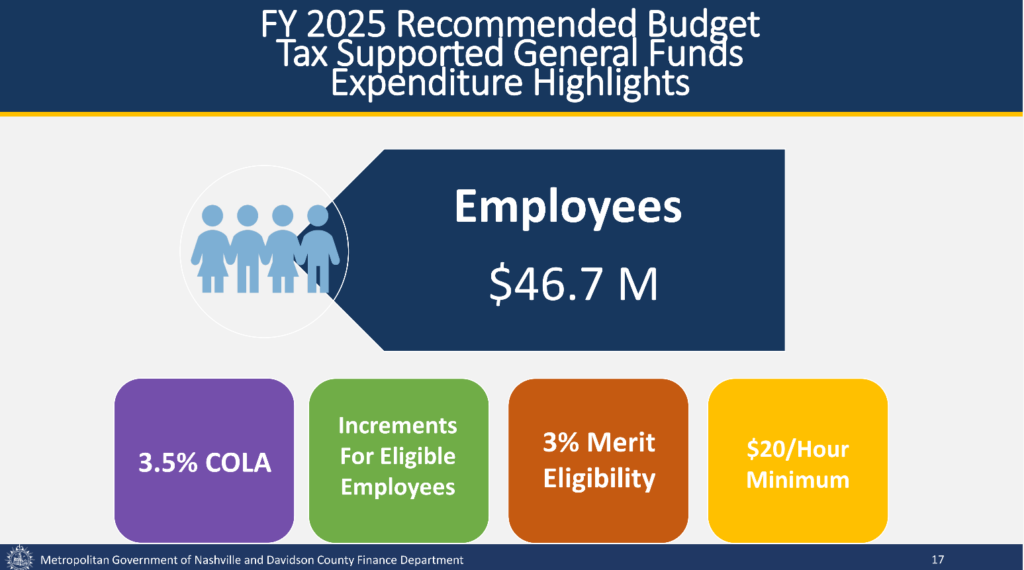 FY 2025 Recommended Budget
Tax Supported General Funds
Expenditure Highlights
Employees
$46.7 M
3.5% COLA
Increments
For Eligible
Employees
3% Merit
Eligibility
$20/Hour
Minimum
Metropolitan Government of Nashville and Davidson County Finance Department
17